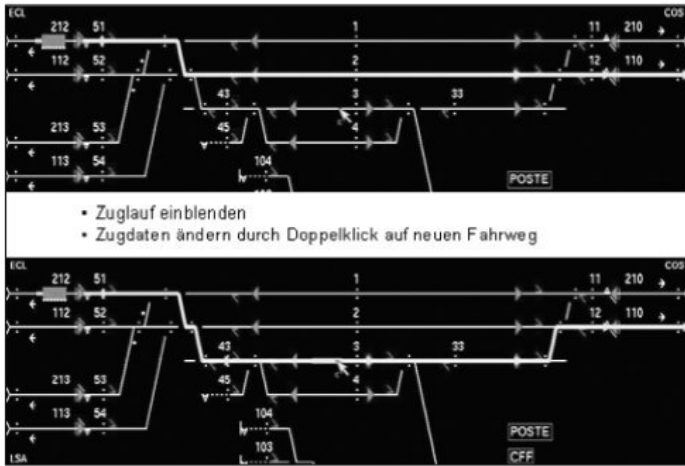 ECL COS
212 51 1 11 210
112 52 2 12 110
43 3 33
213 53 45 4
113 54 104
POSTE
▪ Zuglauf einblenden
▪ Zugdaten ändern durch Doppelklick auf neuen Fahrweg
ECL COS
212 51 1 11 210
112 52 2 12 110
43 3 33
213 53 45 4
113 54 104
POSTE
103
LSA CFF